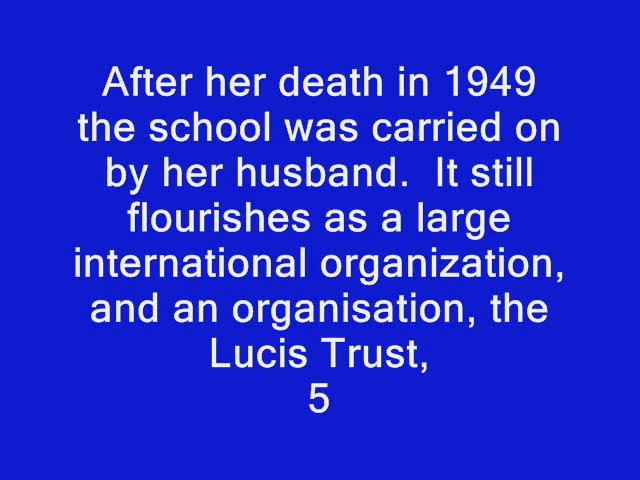 After her death in 1949
the school was carried on
by her husband.  It still
flourishes as a large
international organization,
and an organisation, the
Lucis Trust,
5